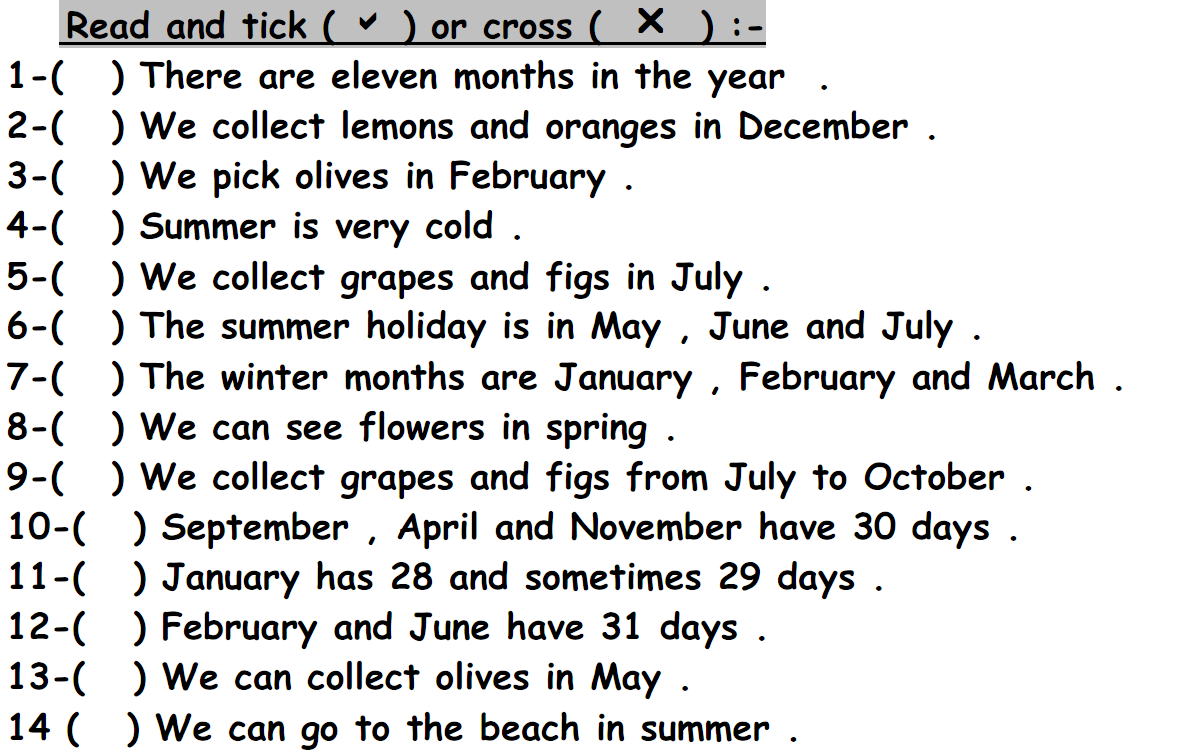 Read and tick ( ✔ ) or cross ( ✕ ) :-
1-( ) There are eleven months in the year .
2-( ) We collect lemons and oranges in December .
3-( ) We pick olives in February .
4-( ) Summer is very cold .
5-( ) We collect grapes and figs in July .
6-( ) The summer holiday is in May , June and July .
7-( ) The winter months are January , February and March .
8-( ) We can see flowers in spring .
9-( ) We collect grapes and figs from July to October .
10-( ) September , April and November have 30 days .
11-( ) January has 28 and sometimes 29 days .
12-( ) February and June have 31 days .
13-( ) We can collect olives in May .
14 ( ) We can go to the beach in summer .